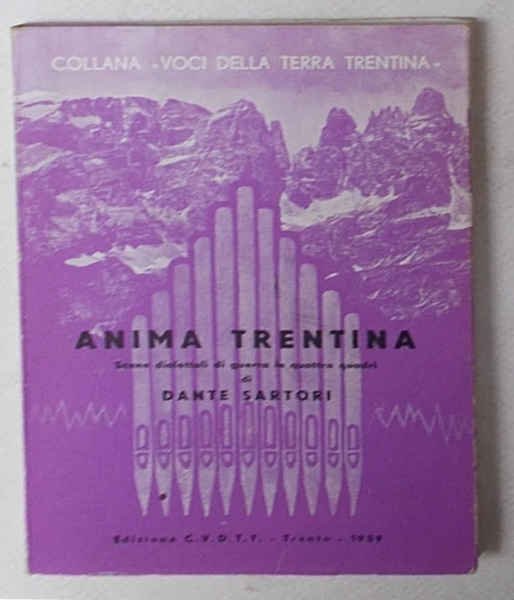 COLLANA «VOCI DELLA TERRA TRENTINA»
ANIMA TRENTINA
Scene dialettali di guerra in quattro quadri
di
DANTE SARTORI
Edizione C.V.D.T.T. - Trento - 1959